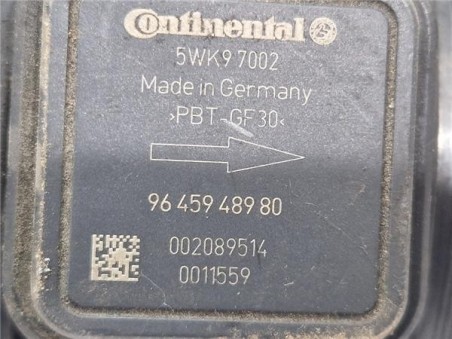 Continental
5WK9 7002
Made in Germany
>PBT-GF30<
96 459 489 80
002089514
0011559